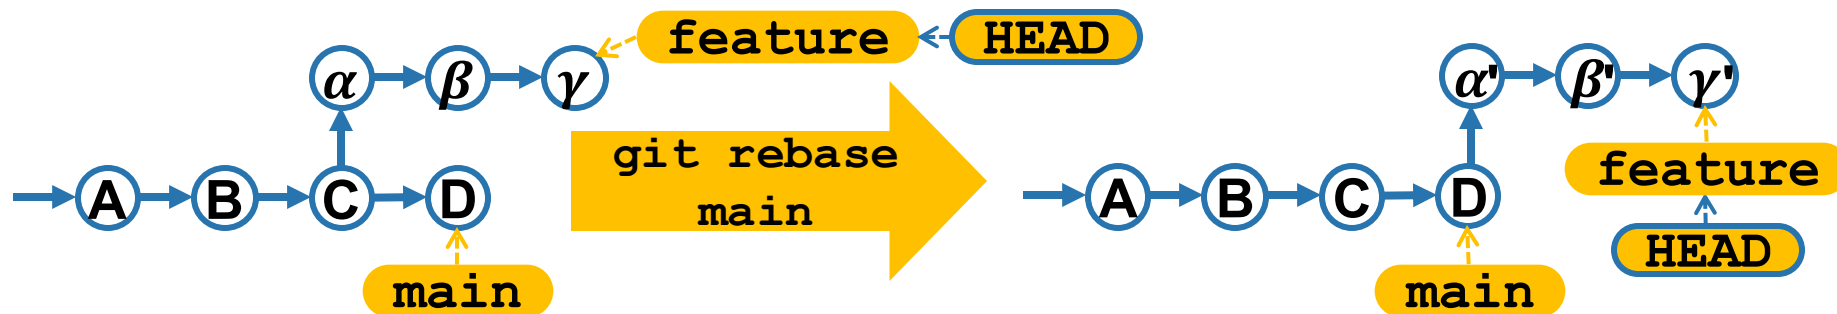 feature
HEAD
α
β
γ
A
B
C
D
main
git rebase
main
α'
β'
γ'
A
B
C
D
feature
HEAD
main